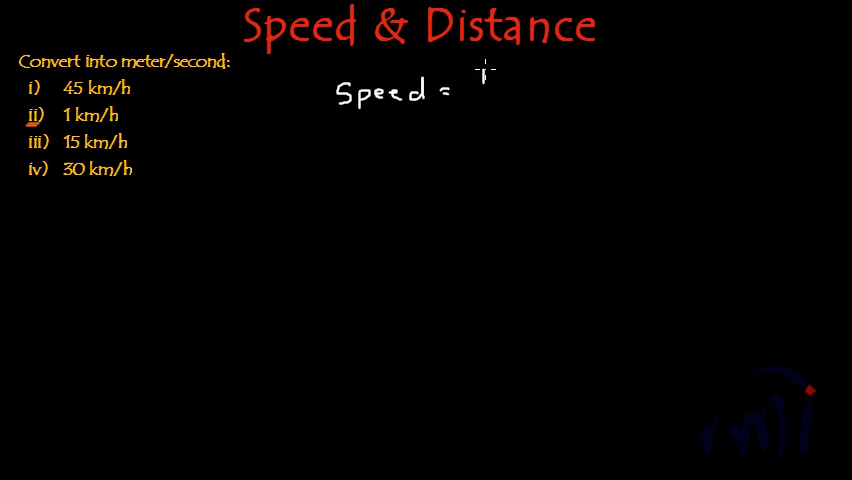 Speed & Distance
Convert into meter/second:
i) 45 km/h
ii) 1 km/h
iii) 15 km/h
iv) 30 km/h
Speed =